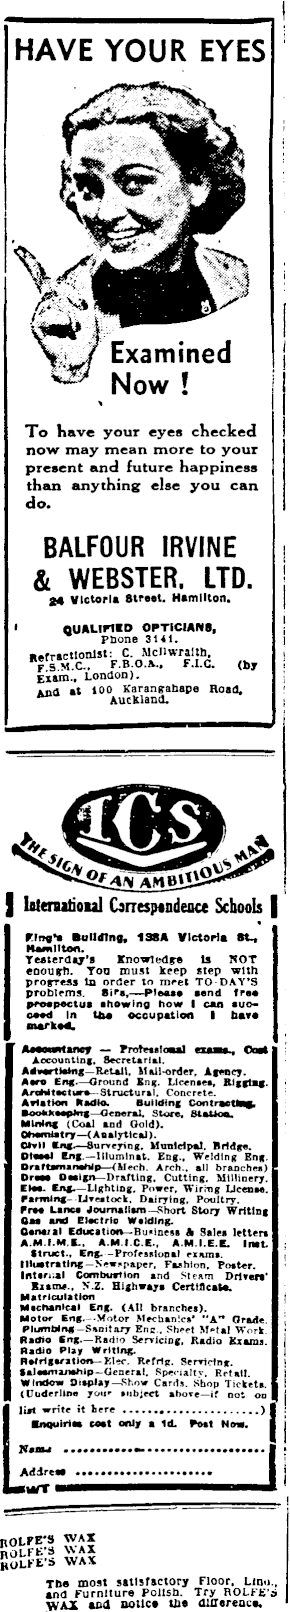 HAVE YOUR EYES
Examined
Now !
To have your eyes checked
now may mean more to your
present and future happiness
than anything else you can
do.
BALFOUR IRVINE
& WEBSTER, LTD.
24 Victoria Street, Hamilton.
QUALIFIED OPTICIANS,
Phone 3141.
Refractionist: C. McIlwraith,
F.S.M.C., F.B.O.A., F.I.C. (by
Exam., London).
And at 100 Karangahape Road,
Auckland.
ICS
THE SIGN OF AN AMBITIOUS MAN
International Correspondence Schools
King's Building, 138A Victoria St.,
Hamilton.
Yesterday's Knowledge is NOT
enough. You must keep step with
progress in order to meet TO-DAY'S
problems. Sirs,—Please send free
prospectus showing how I can suc-
ceed in the occupation I have
marked.
Accountancy — Professional exams., Cost
Accounting, Secretarial.
Advertising—Retail, Mail-order, Agency.
Aero Eng.—Ground Eng. Licenses, Rigging.
Architecture—Structural, Concrete.
Aviation Radio. Building Contracting.
Bookkeeping—General, Store, Station.
Mining (Coal and Gold).
Chemistry—(Analytical).
Civil Eng.—Surveying, Municipal, Bridge.
Diesel Eng.—Illuminat. Eng., Welding Eng.
Draftsmanship—(Mech. Arch., all branches)
Dress Design—Drafting, Cutting, Millinery.
Elec. Eng.—Lighting, Power, Wiring License.
Farming—Livestock, Dairying, Poultry.
Free Lance Journalism—Short Story Writing
Gas and Electric Welding.
General Education—Business & Sales letters
A.M.I.M.E., A.M.I.C.E., A.M.I.E.E. Inst.
Struct., Eng.—Professional exams.
Illustrating—Newspaper, Fashion, Poster.
Internal Combustion and Steam Drivers'
Exams., N.Z. Highways Certificate.
Matriculation
Mechanical Eng. (All branches).
Motor Eng.—Motor Mechanics' "A" Grade.
Plumbing—Sanitary Eng., Sheet Metal Work.
Radio Eng.—Radio Servicing, Radio Exams.
Radio Play Writing.
Refrigeration—Elec. Refrig. Servicing.
Salesmanship—General, Specialty, Retail.
Window Display—Show Cards, Shop Tickets.
(Underline your subject above—if not on
list write it here ....................)
Enquiries cost only a 1d. Post Now.
Name ..............................
Address ........................
WT
ROLFE'S WAX
ROLFE'S WAX
ROLFE'S WAX
The most satisfactory Floor, Lino.,
and Furniture Polish. Try ROLFE'S
WAX and notice the difference.